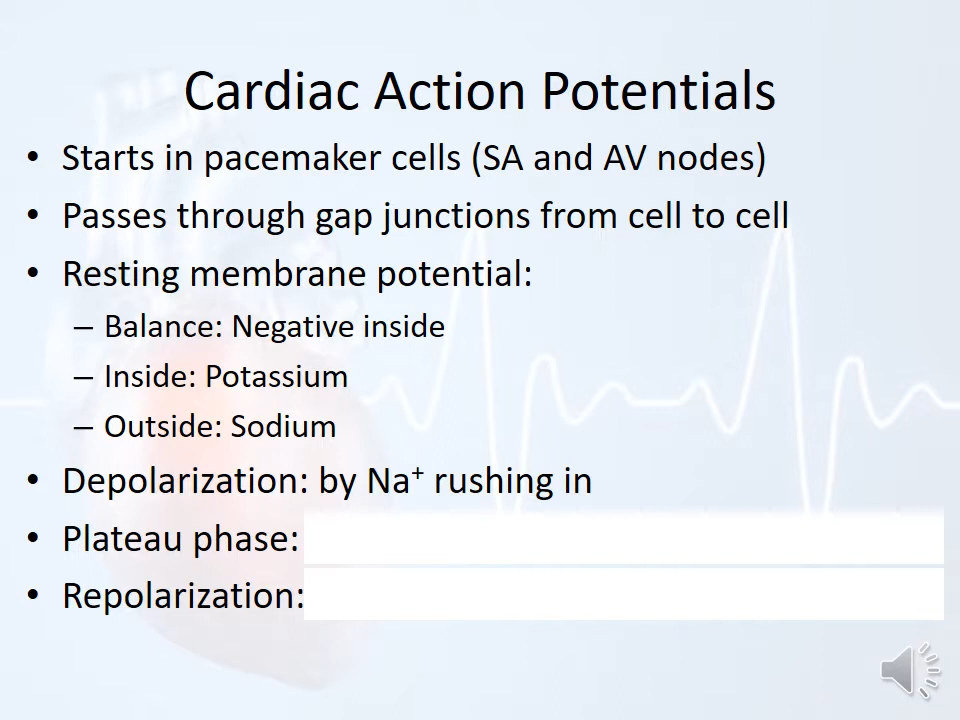 Cardiac Action Potentials
• Starts in pacemaker cells (SA and AV nodes)
• Passes through gap junctions from cell to cell
• Resting membrane potential:
– Balance: Negative inside
– Inside: Potassium
– Outside: Sodium
• Depolarization: by Na⁺ rushing in
• Plateau phase:
• Repolarization: